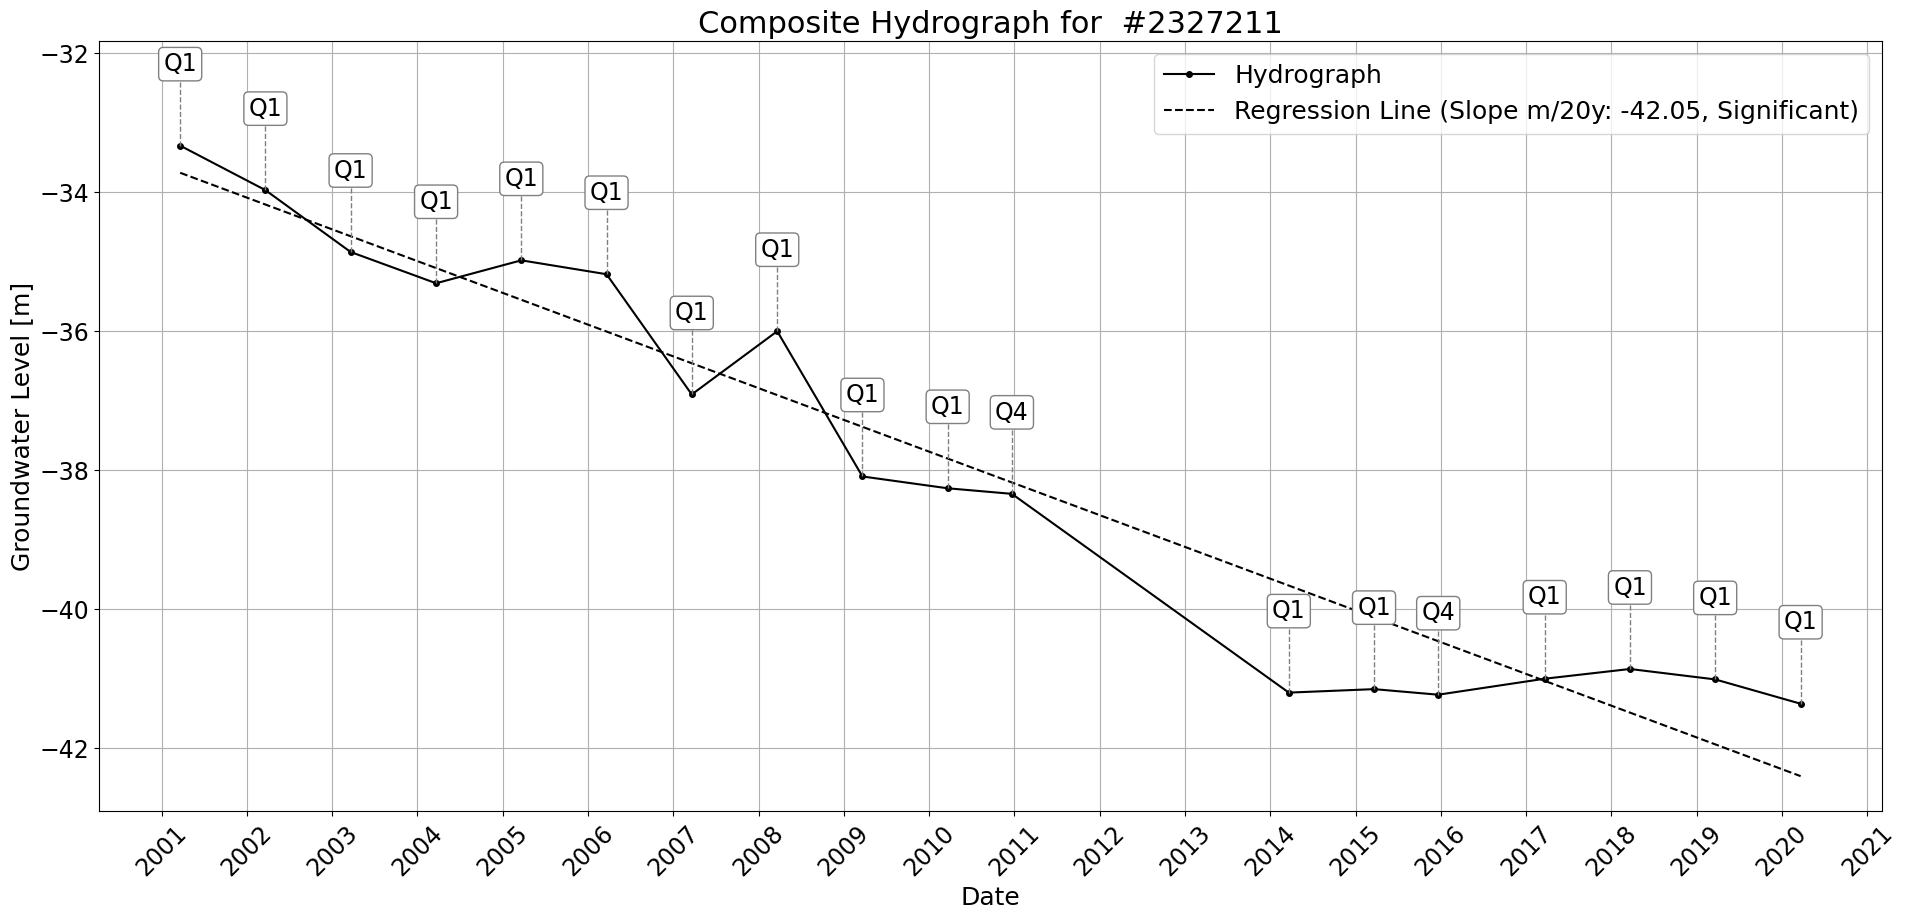 Composite Hydrograph for  #2327211
Hydrograph
Regression Line (Slope m/20y: -42.05, Significant)
Groundwater Level [m]
−32
−34
−36
−38
−40
−42
Q1
Q1
Q1
Q1
Q1
Q1
Q1
Q1
Q1
Q1
Q4
Q1
Q1
Q4
Q1
Q1
Q1
Q1
2001
2002
2003
2004
2005
2006
2007
2008
2009
2010
2011
2012
2013
2014
2015
2016
2017
2018
2019
2020
2021
Date